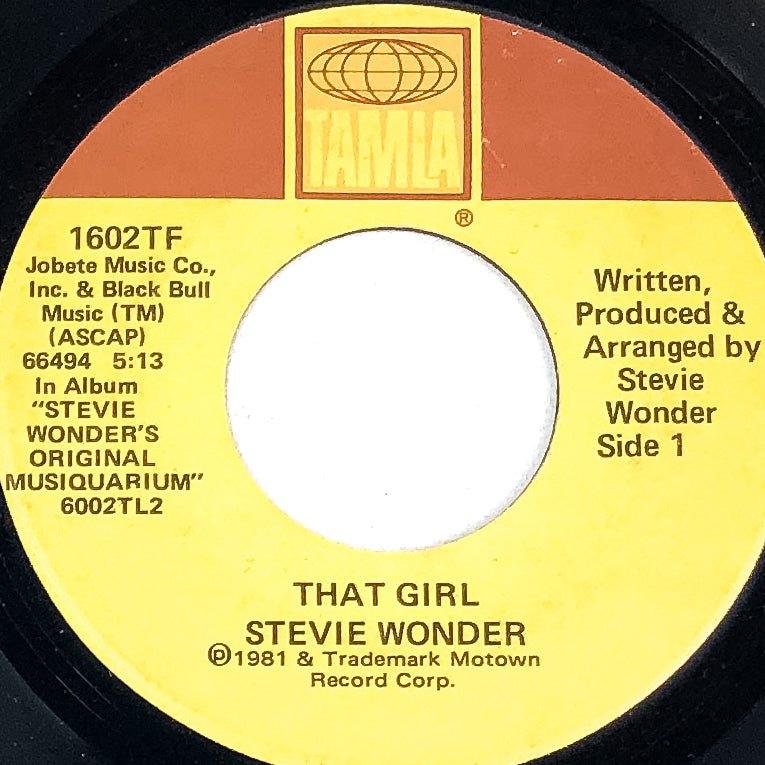 TAMLA
®
1602TF
Jobete Music Co.,
Inc. & Black Bull
Music (TM)
(ASCAP)
66494 5:13
In Album
"STEVIE
WONDER'S
ORIGINAL
MUSIQUARIUM"
6002TL2
Written,
Produced &
Arranged by
Stevie
Wonder
Side 1
THAT GIRL
STEVIE WONDER
℗1981 & Trademark Motown
Record Corp.